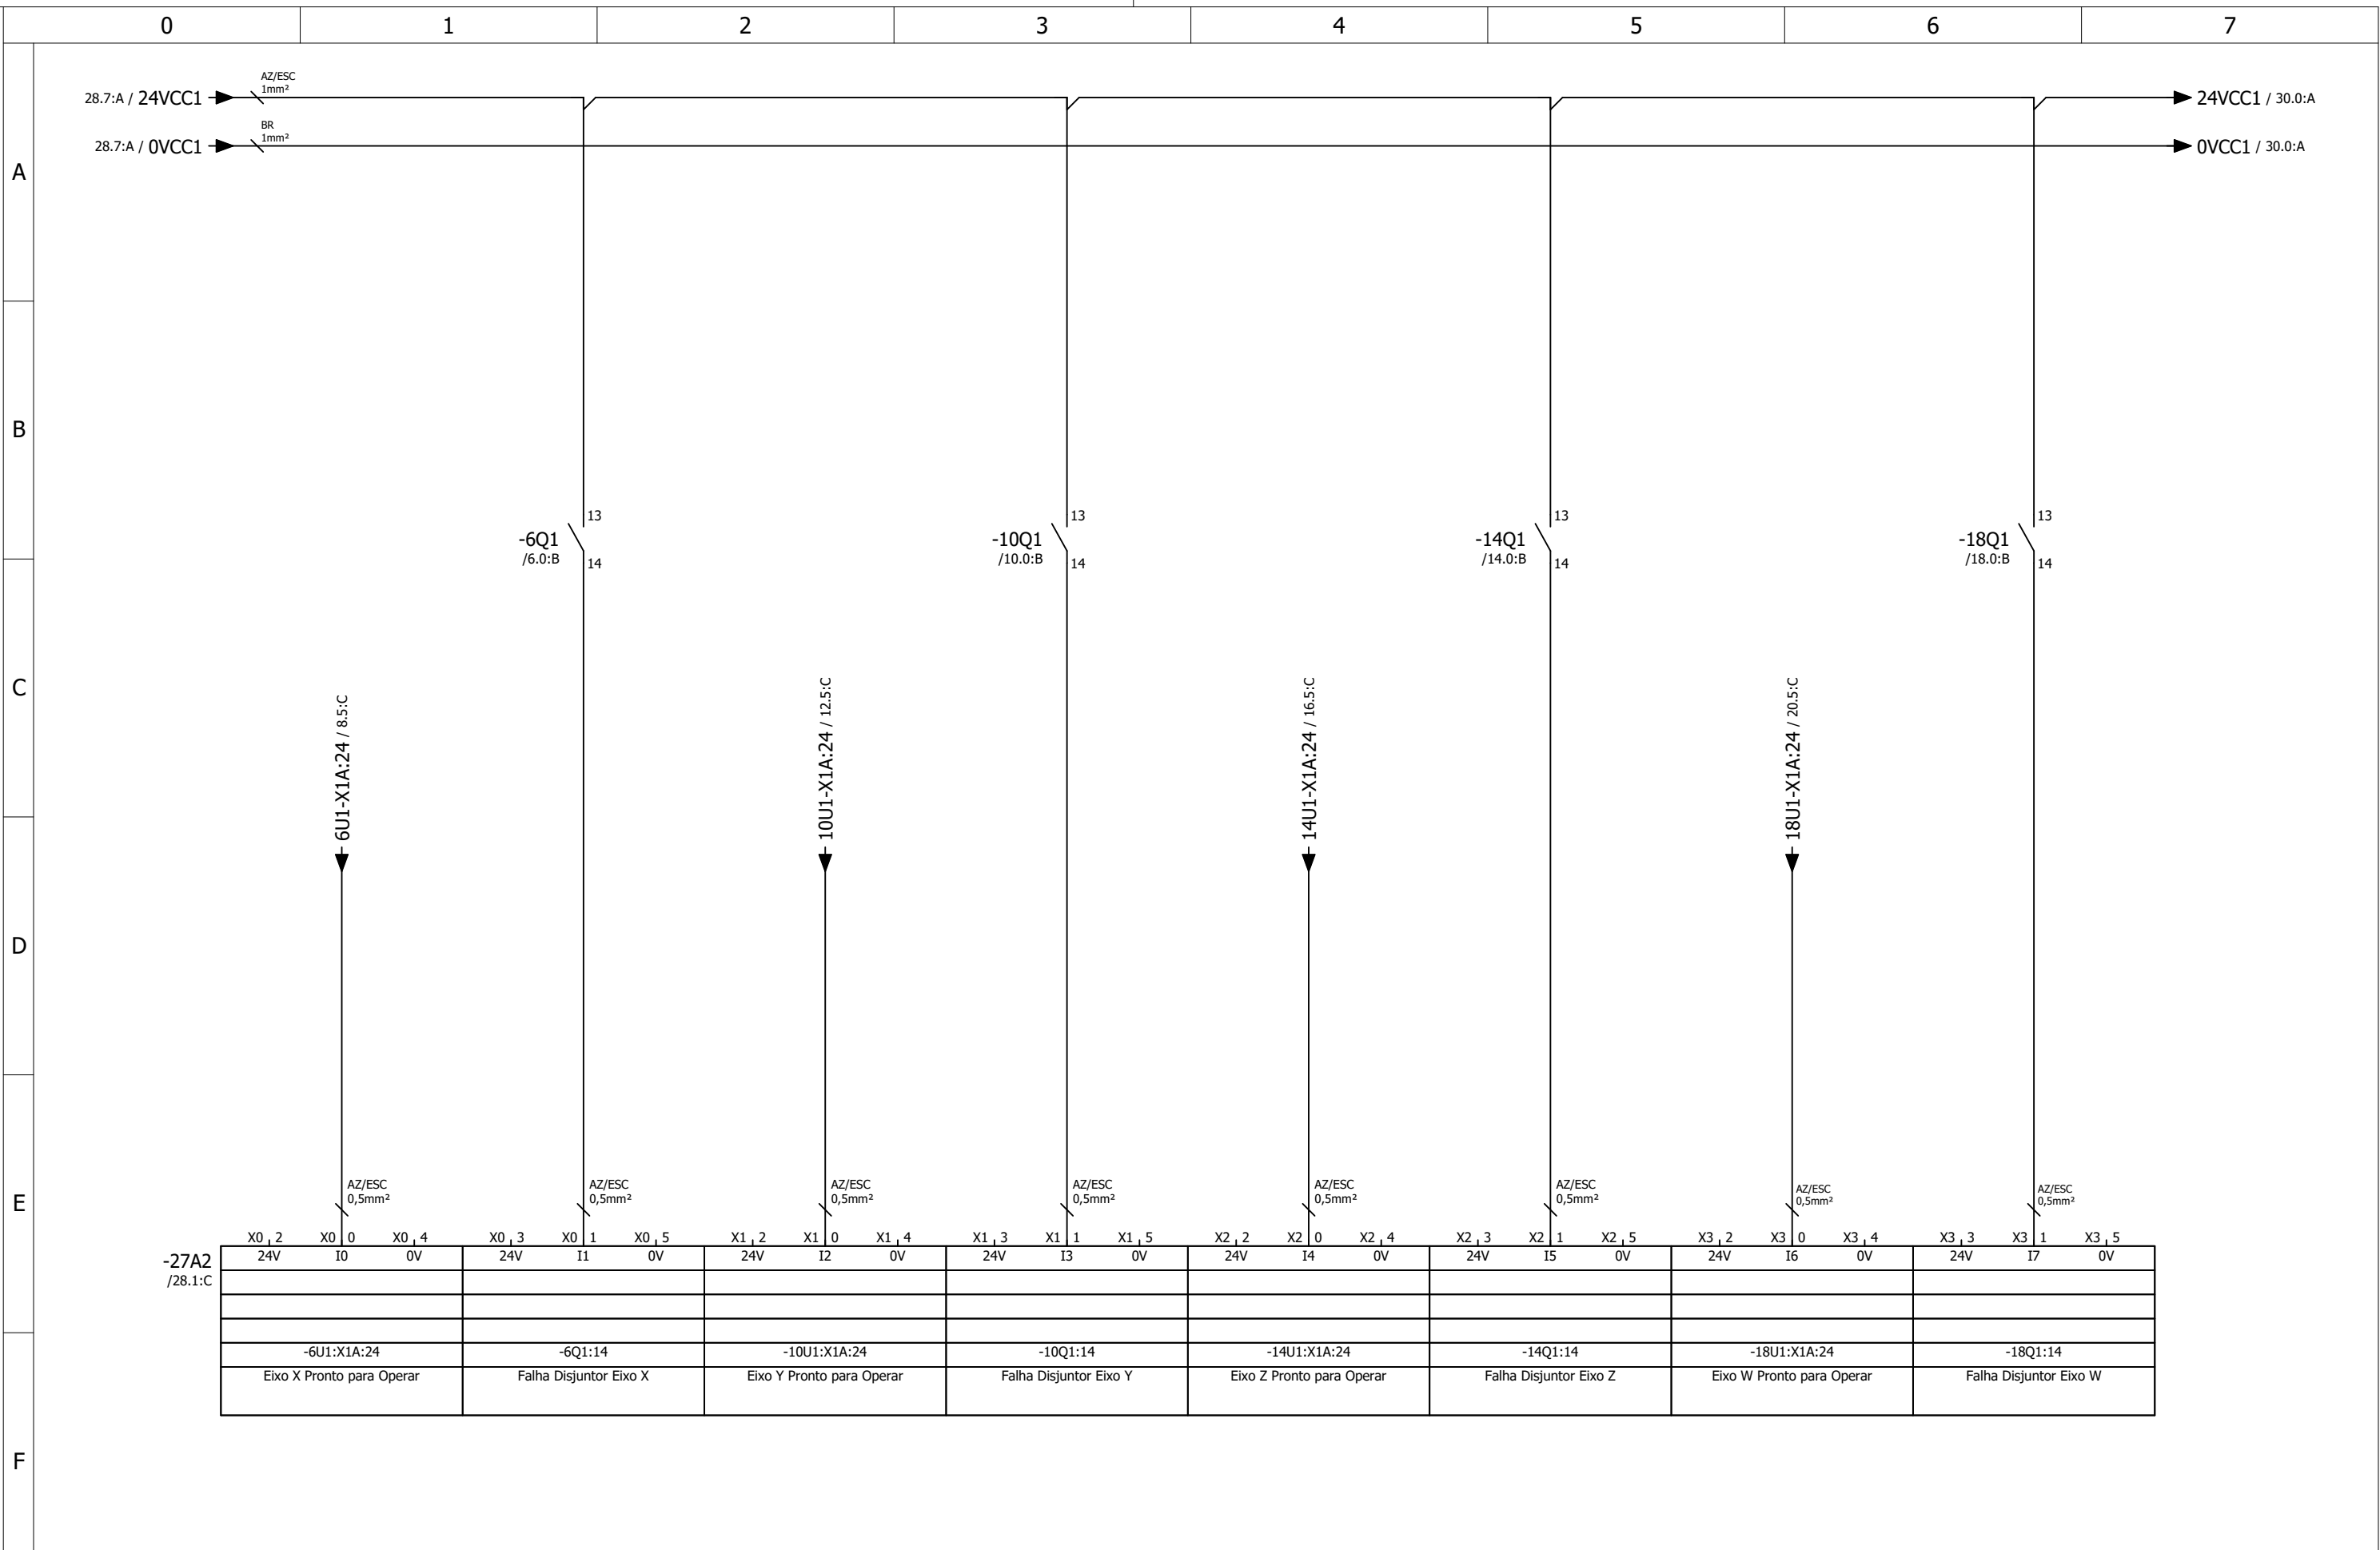 0 1 2 3 4 5 6 7
AZ/ESC
1mm²
28.7:A / 24VCC1
24VCC1 / 30.0:A
BR
1mm²
28.7:A / 0VCC1
0VCC1 / 30.0:A
A
B
13 13 13 13
-6Q1 -10Q1 -14Q1 -18Q1
/6.0:B /10.0:B /14.0:B /18.0:B
14 14 14 14
C
6U1-X1A:24 / 8.5:C
10U1-X1A:24 / 12.5:C
14U1-X1A:24 / 16.5:C
18U1-X1A:24 / 20.5:C
D
E
AZ/ESC AZ/ESC AZ/ESC AZ/ESC AZ/ESC AZ/ESC AZ/ESC AZ/ESC
0,5mm² 0,5mm² 0,5mm² 0,5mm² 0,5mm² 0,5mm² 0,5mm² 0,5mm²
X0 2 X0 0 X0 4 X0 3 X0 1 X0 5 X1 2 X1 0 X1 4 X1 3 X1 1 X1 5 X2 2 X2 0 X2 4 X2 3 X2 1 X2 5 X3 2 X3 0 X3 4 X3 3 X3 1 X3 5
-27A2
/28.1:C
24V I0 0V 24V I1 0V 24V I2 0V 24V I3 0V 24V I4 0V 24V I5 0V 24V I6 0V 24V I7 0V
-6U1:X1A:24 -6Q1:14 -10U1:X1A:24 -10Q1:14 -14U1:X1A:24 -14Q1:14 -18U1:X1A:24 -18Q1:14
Eixo X Pronto para Operar Falha Disjuntor Eixo X Eixo Y Pronto para Operar Falha Disjuntor Eixo Y Eixo Z Pronto para Operar Falha Disjuntor Eixo Z Eixo W Pronto para Operar Falha Disjuntor Eixo W
F